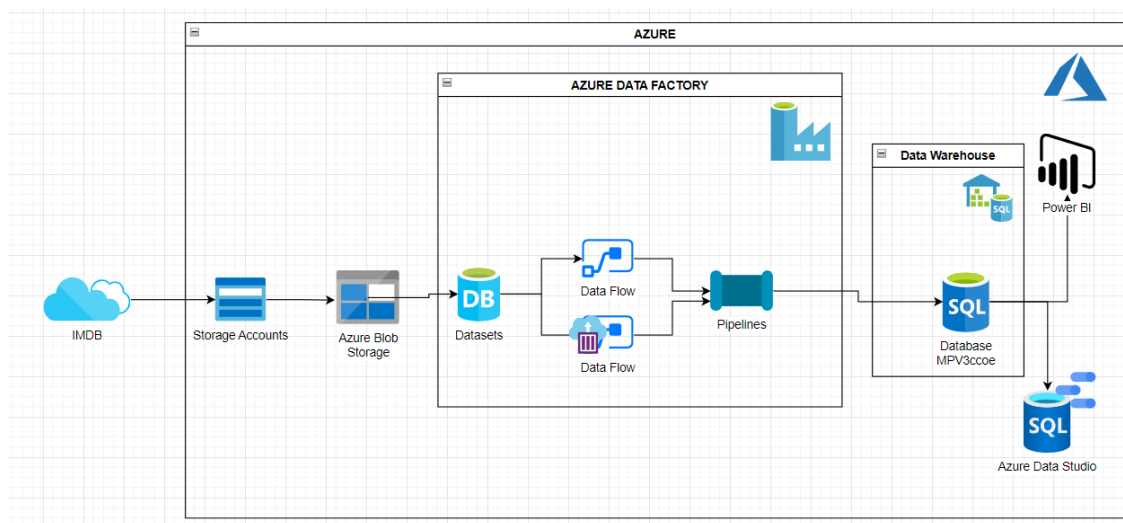 AZURE
AZURE DATA FACTORY
Data Warehouse
SQL
Power BI
Data Flow
DB
SQL
IMDB
Storage Accounts
Azure Blob
Storage
Datasets
Pipelines
Database
MPV3ccoe
Data Flow
SQL
Azure Data Studio